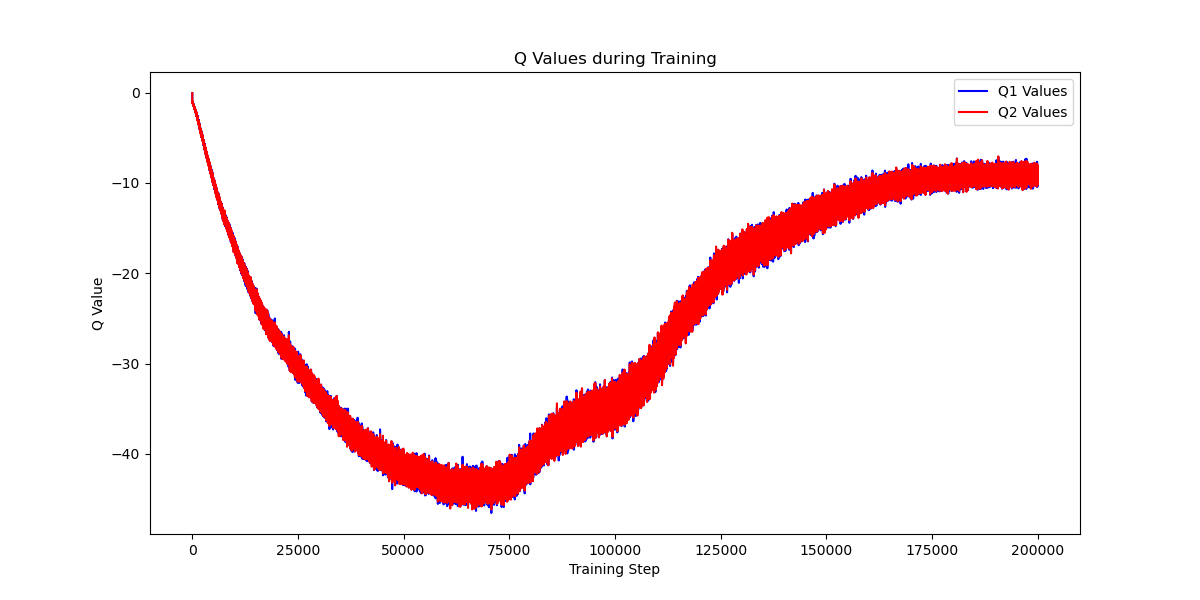 Q Values during Training
Q1 Values
Q2 Values
Q Value
0
−10
−20
−30
−40
0 25000 50000 75000 100000 125000 150000 175000 200000
Training Step